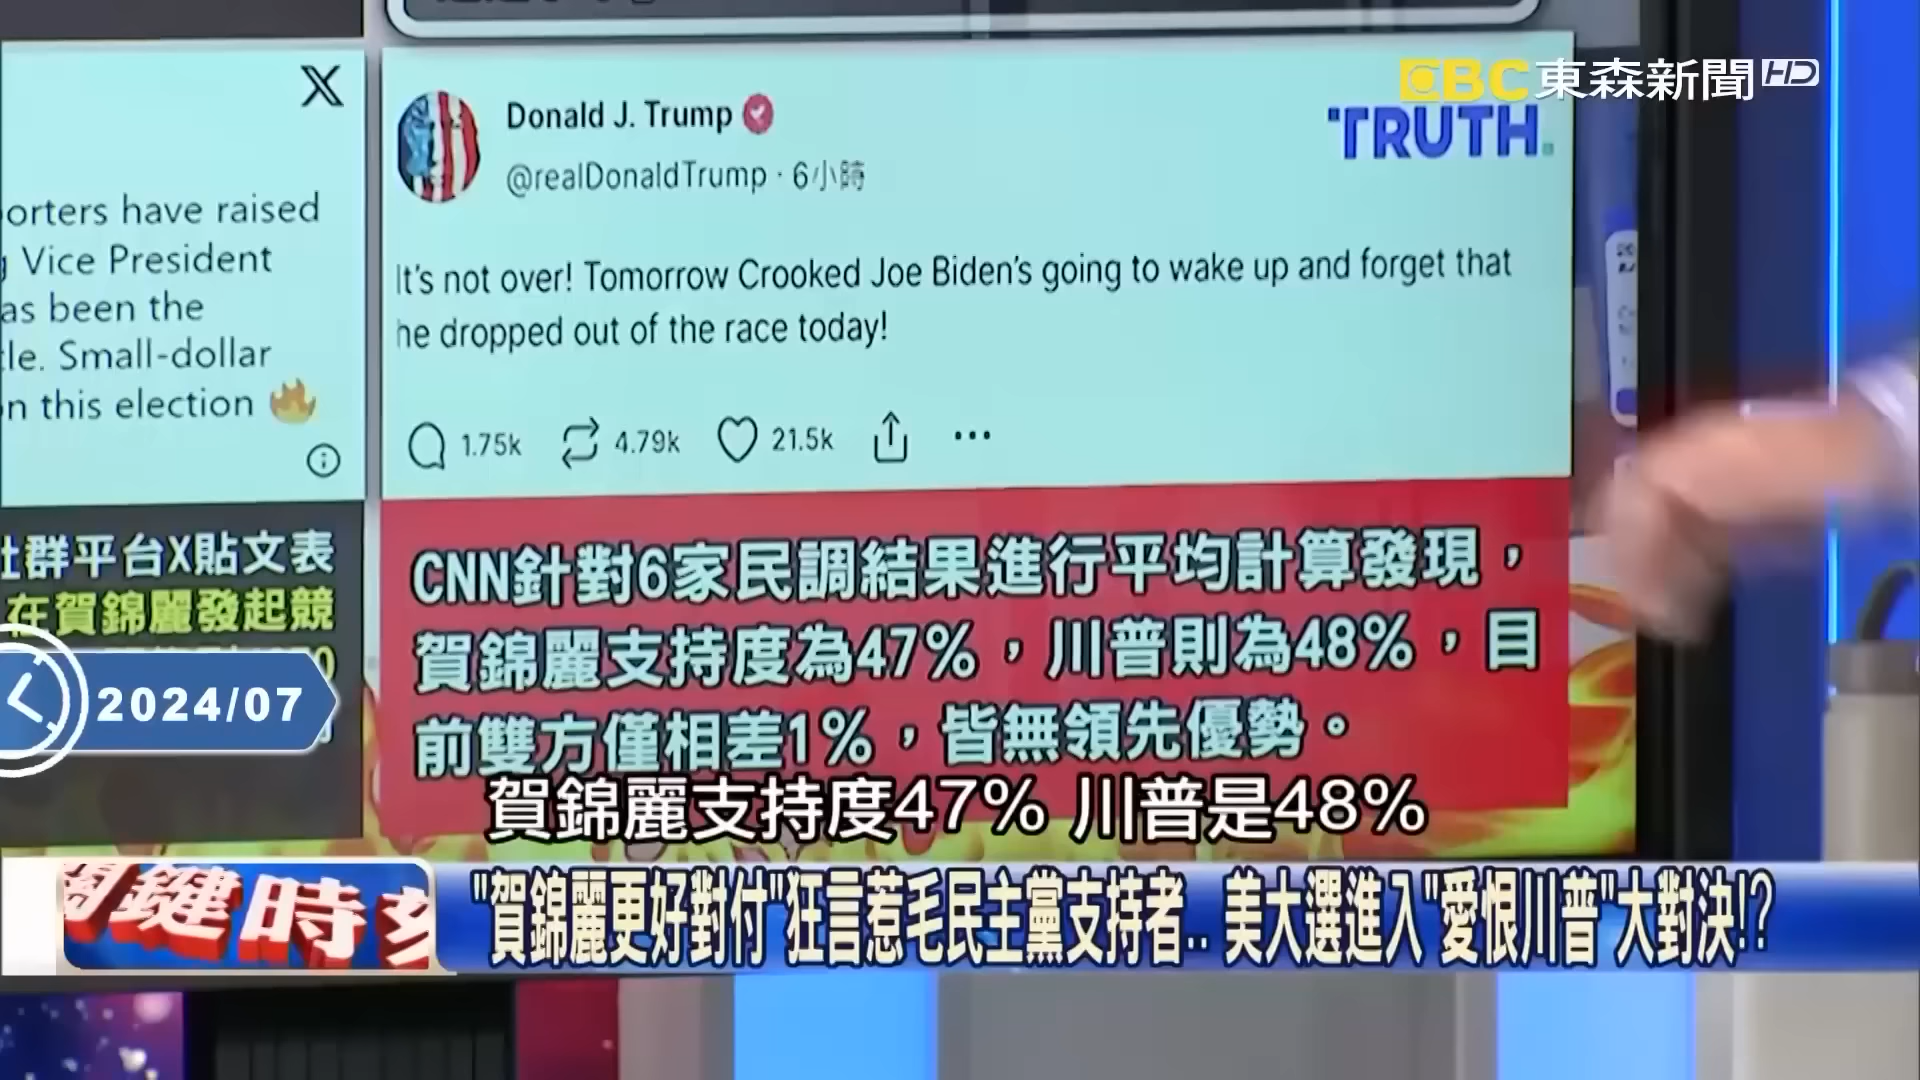 EBC 東森新聞 HD
X
orters have raised
Vice President
as been the
le. Small-dollar
n this election
社群平台X貼文表
在賀錦麗發起競
Donald J. Trump
@realDonaldTrump · 6小時
TRUTH.
It's not over! Tomorrow Crooked Joe Biden's going to wake up and forget that
he dropped out of the race today!
1.75k 4.79k 21.5k ...
CNN針對6家民調結果進行平均計算發現，
賀錦麗支持度為47%，川普則為48%，目
前雙方僅相差1%，皆無領先優勢。
2024/07
賀錦麗支持度47% 川普是48%
關鍵時刻
"賀錦麗更好對付"狂言惹毛民主黨支持者.. 美大選進入"愛恨川普"大對決!?